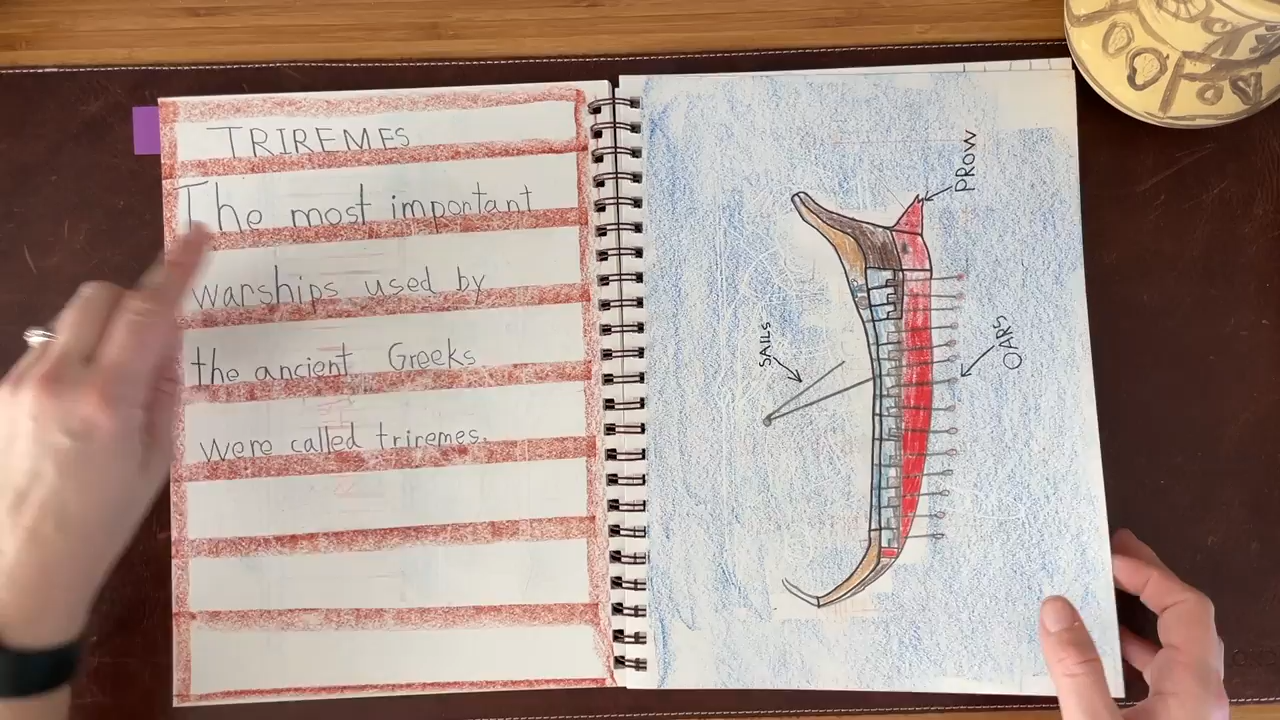 TRIREMES
The most important
warships used by
the ancient Greeks
were called triremes.
PROW
SAILS
OARS